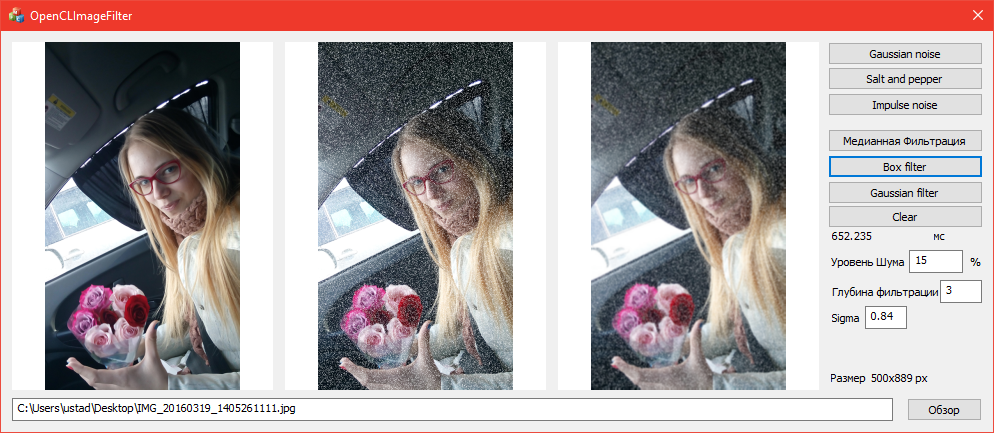 OpenCLImageFilter
Gaussian noise
Salt and pepper
Impulse noise
Медианная Фильтрация
Box filter
Gaussian filter
Clear
652.235 мс
Уровень Шума 15 %
Глубина фильтрации 3
Sigma 0.84
Размер 500x889 px
C:\Users\ustad\Desktop\IMG_20160319_1405261111.jpg
Обзор